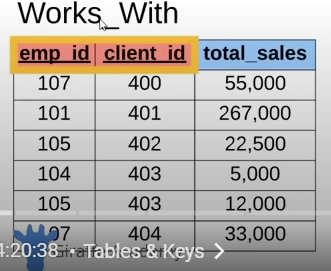 Works_With
emp_id client_id total_sales
107 400 55,000
101 401 267,000
105 402 22,500
104 403 5,000
105 403 12,000
07 404 33,000
4:20:38 • Tables & Keys >